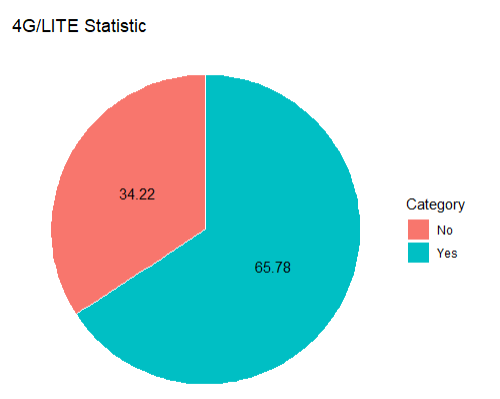 4G/LITE Statistic
34.22
65.78
Category
No
Yes